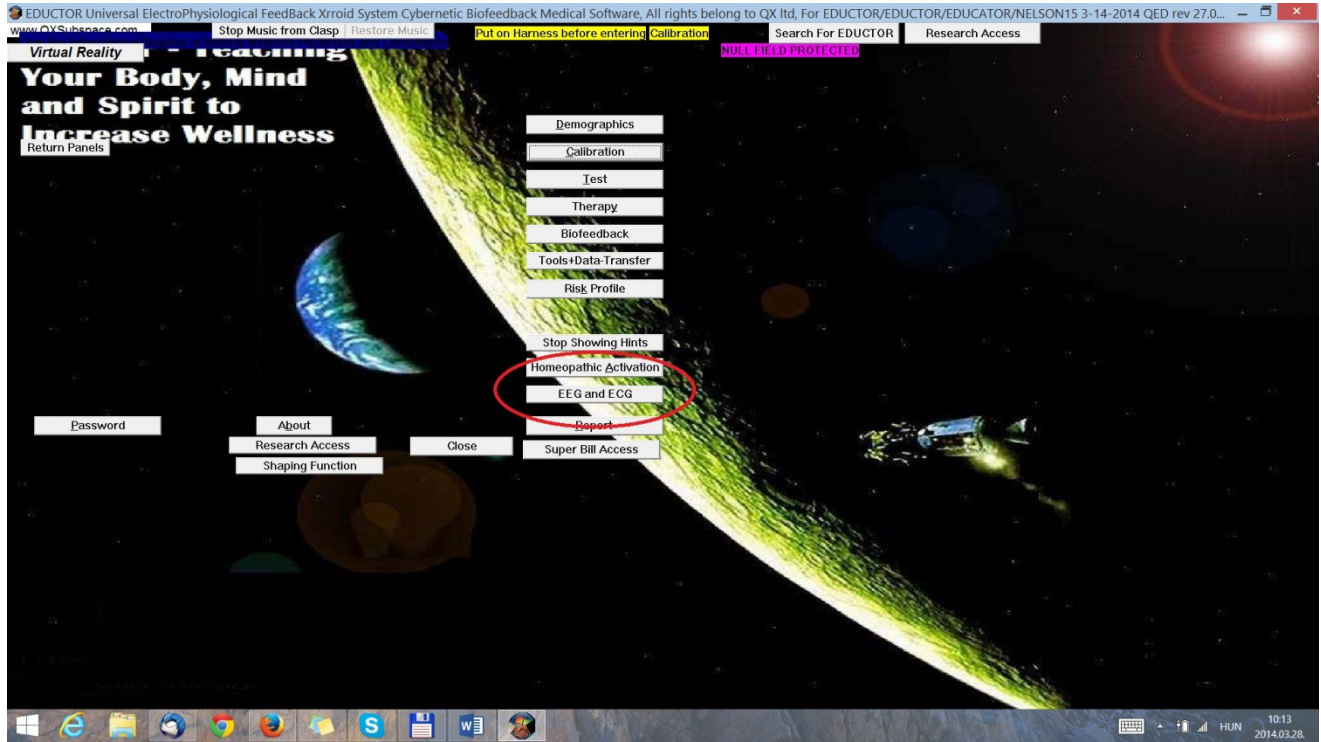 EDUCTOR Universal ElectroPhysiological FeedBack Xrroid System Cybernetic Biofeedback Medical Software, All rights belong to QX ltd, For EDUCTOR/EDUCTOR/EDUCATOR/NELSON15 3-14-2014 QED rev 27.0...
www.QXSubspace.com
Stop Music from Clasp
Restore Music
Put on Harness before entering Calibration
Search For EDUCTOR
Research Access
Virtual Reality
Teaching
NULL FIELD PROTECTED
Your Body, Mind
and Spirit to
Increase Wellness
Return Panels
Demographics
Calibration
Test
Therapy
Biofeedback
Tools+Data-Transfer
Risk Profile
Stop Showing Hints
Homeopathic Activation
EEG and ECG
Password
About
Report
Research Access
Close
Super Bill Access
Shaping Function
HUN
10:13
2014.03.28.